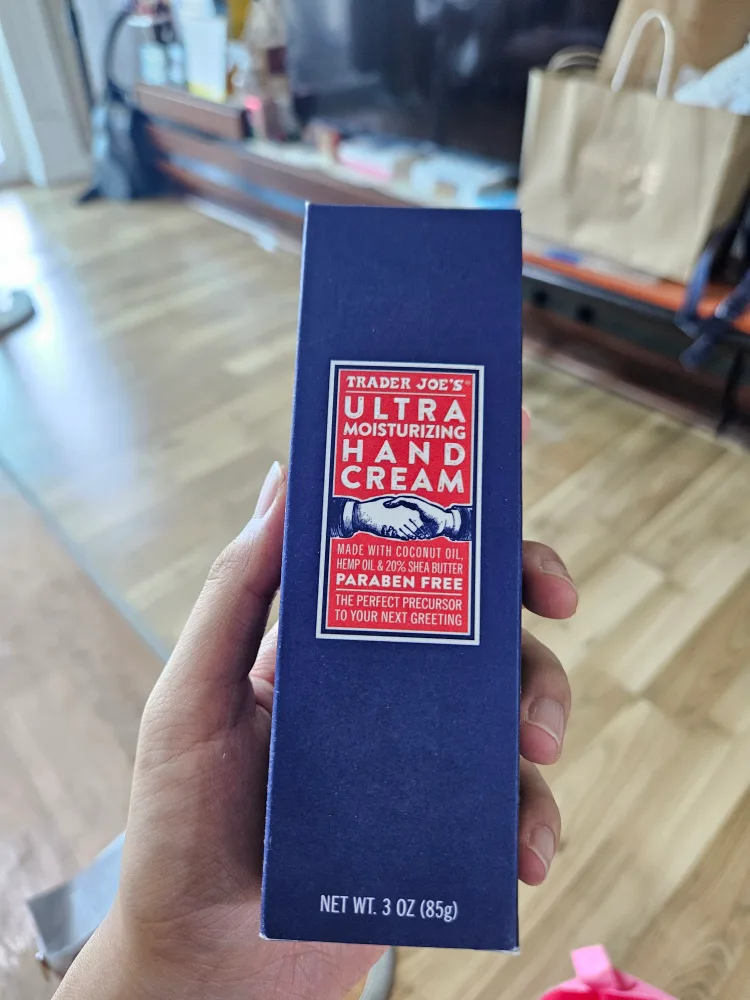 TRADER JOE'S®
ULTRA
MOISTURIZING
HAND
CREAM
MADE WITH COCONUT OIL,
HEMP OIL & 20% SHEA BUTTER
PARABEN FREE
THE PERFECT PRECURSOR
TO YOUR NEXT GREETING
NET WT. 3 OZ (85g)